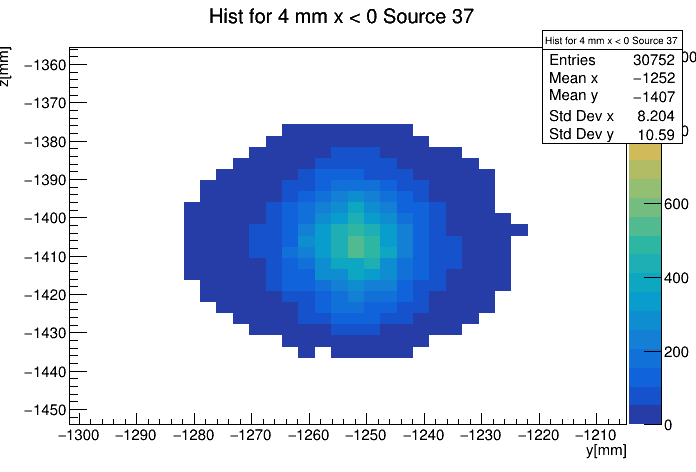 Hist for 4 mm x < 0 Source 37
z[mm]
Hist for 4 mm x < 0 Source 37
Entries 30752
Mean x −1252
Mean y −1407
Std Dev x 8.204
Std Dev y 10.59
−1360
−1370
−1380
−1390
−1400
−1410
−1420
−1430
−1440
−1450
−1300 −1290 −1280 −1270 −1260 −1250 −1240 −1230 −1220 −1210
y[mm]
600
400
200
0